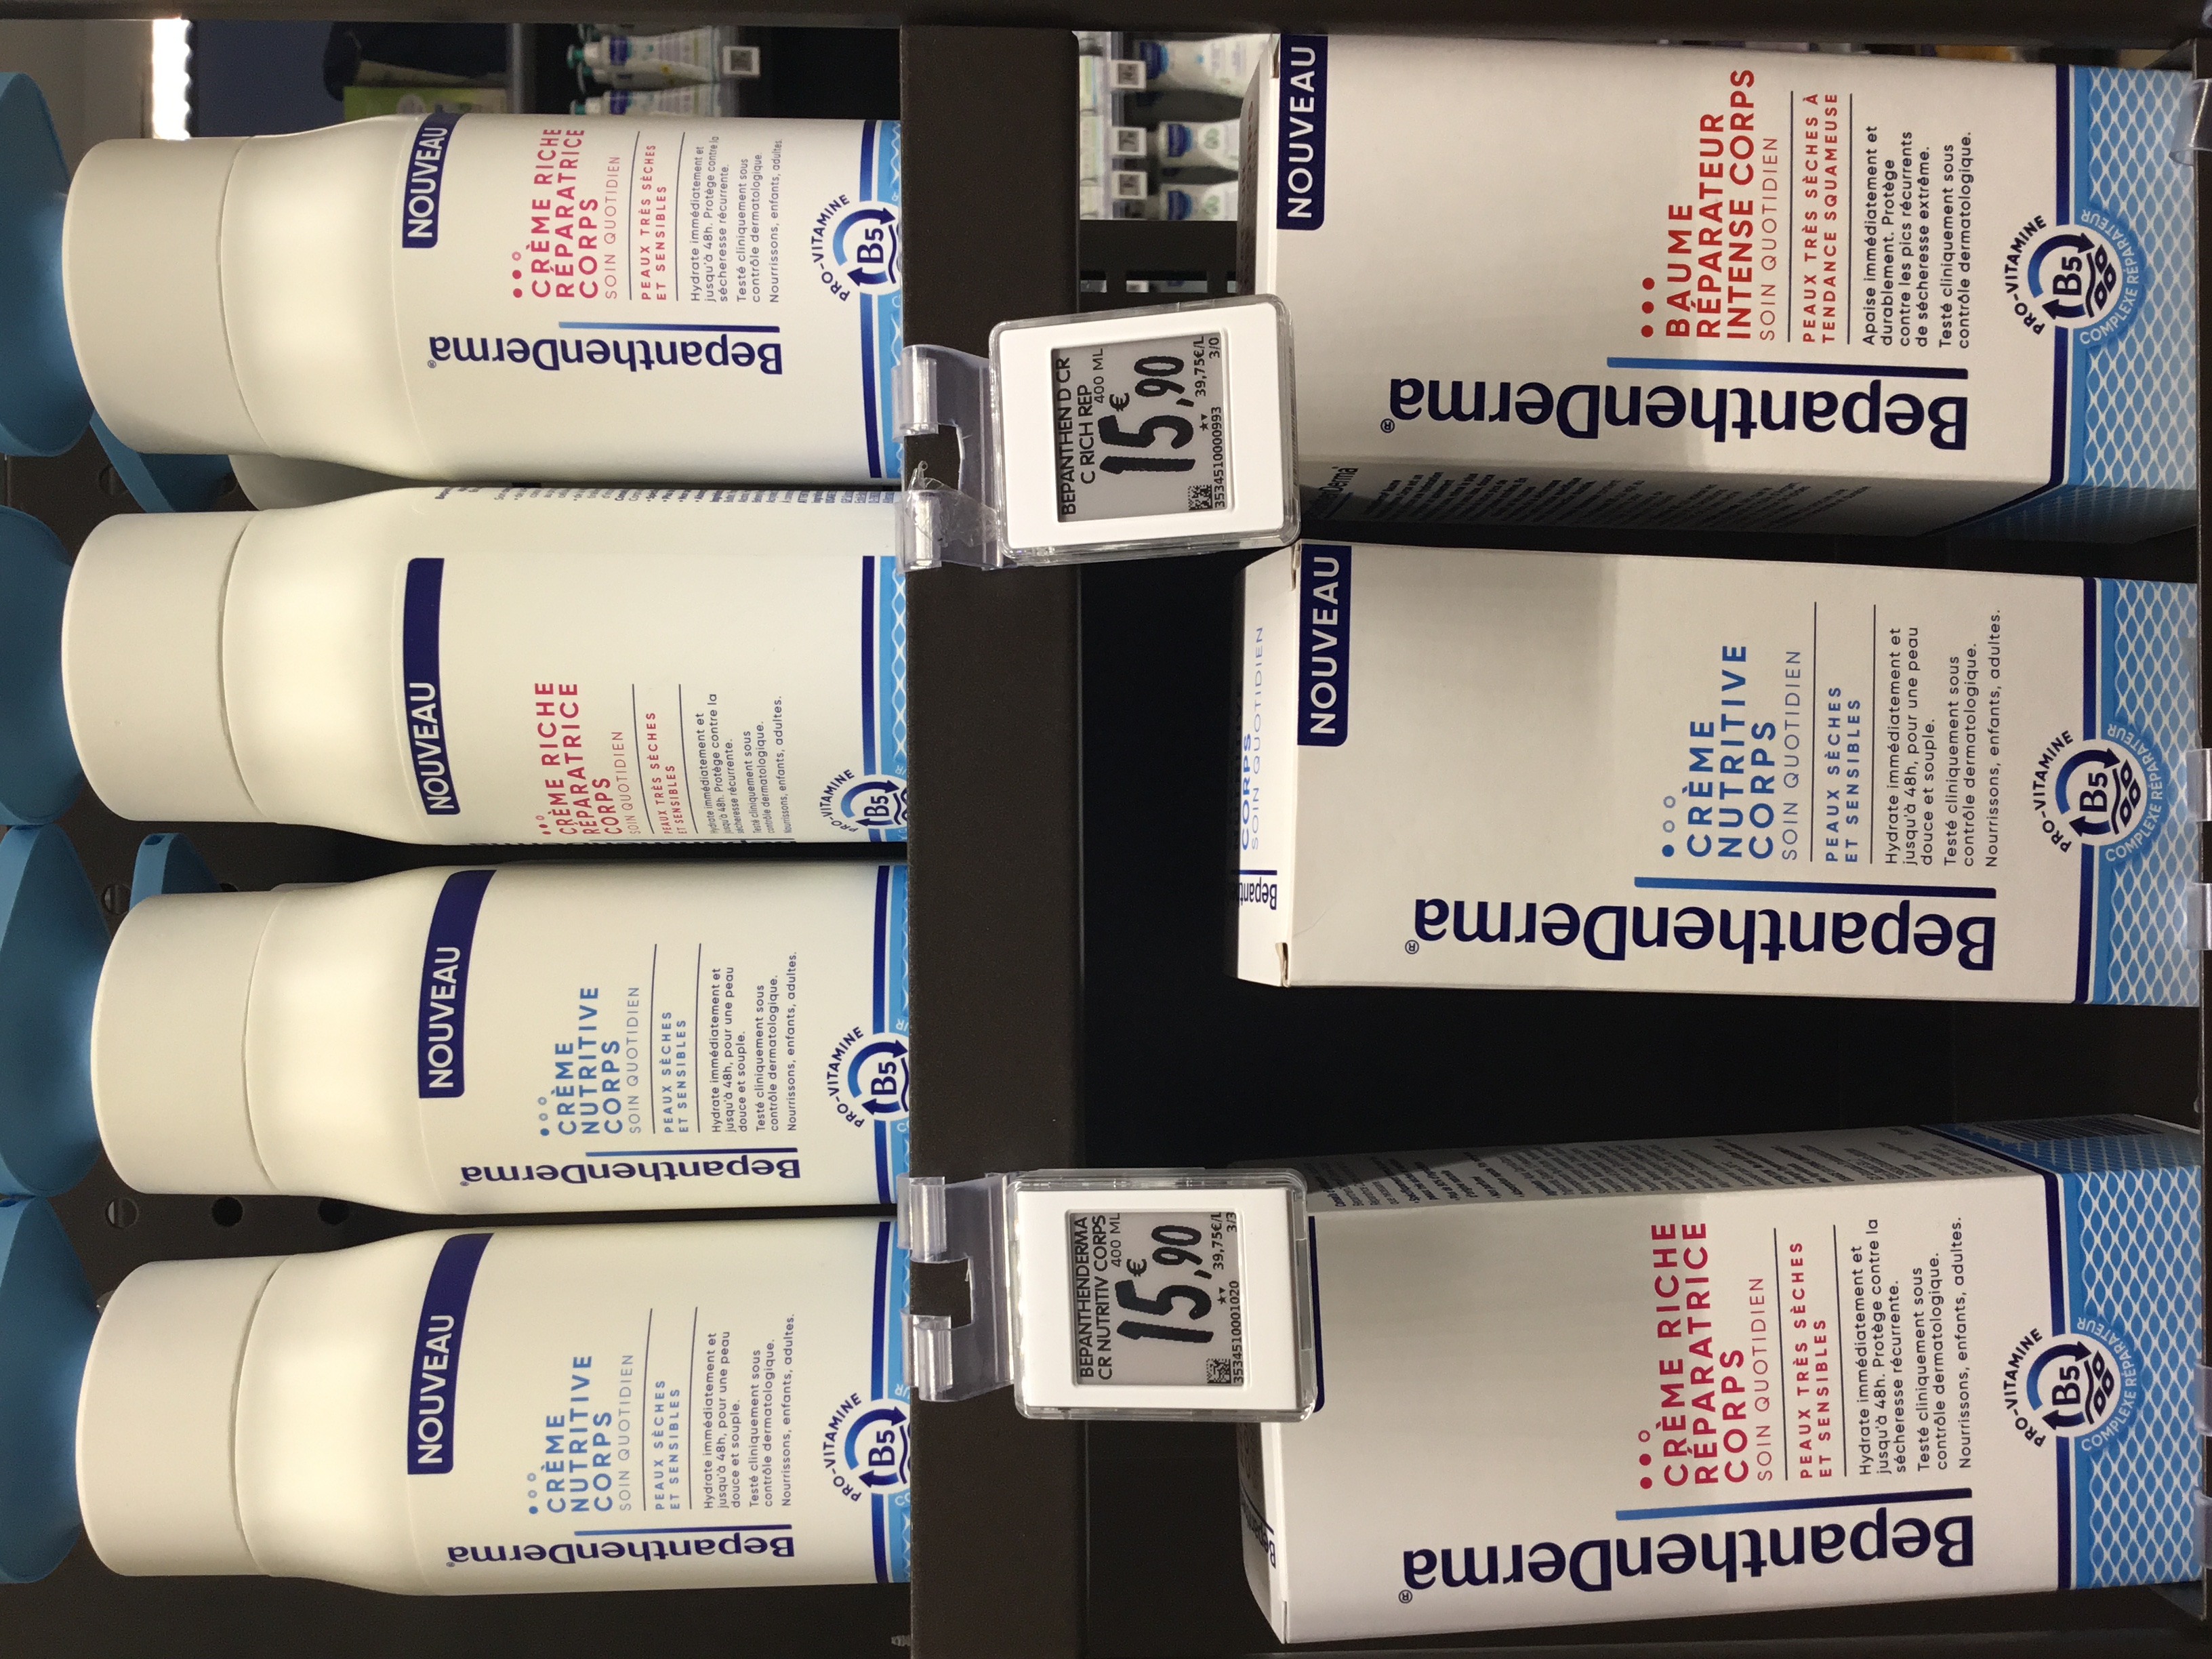 NOUVEAU
BepanthenDerma®
CRÈME
NUTRITIVE
CORPS
SOIN QUOTIDIEN
PEAUX SÈCHES
ET SENSIBLES
Hydrate immédiatement et
jusqu'à 48h, pour une peau
douce et souple.
Testé cliniquement sous
contrôle dermatologique.
Nourrissons, enfants, adultes.
PRO-VITAMINE
B5
NOUVEAU
BepanthenDerma®
CRÈME
NUTRITIVE
CORPS
SOIN QUOTIDIEN
PEAUX SÈCHES
ET SENSIBLES
Hydrate immédiatement et
jusqu'à 48h, pour une peau
douce et souple.
Testé cliniquement sous
contrôle dermatologique.
Nourrissons, enfants, adultes.
PRO-VITAMINE
B5
NOUVEAU
CRÈME RICHE
RÉPARATRICE
CORPS
SOIN QUOTIDIEN
PEAUX TRÈS SÈCHES
ET SENSIBLES
Hydrate immédiatement et
jusqu'à 48h. Protège contre la
sécheresse récurrente.
Testé cliniquement sous
contrôle dermatologique.
Nourrissons, enfants, adultes.
PRO-VITAMINE
B5
NOUVEAU
BepanthenDerma®
CRÈME RICHE
RÉPARATRICE
CORPS
SOIN QUOTIDIEN
PEAUX TRÈS SÈCHES
ET SENSIBLES
Hydrate immédiatement et
jusqu'à 48h. Protège contre la
sécheresse récurrente.
Testé cliniquement sous
contrôle dermatologique.
Nourrissons, enfants, adultes.
PRO-VITAMINE
B5
BEPANTHENDERMA
CR NUTRITIV CORPS
400 ML
15,90 €
39,75€/L
3534510001020 3/3
BEPANTHEN D CR
C RICH REP
400 ML
15,90 €
39,75€/L
3534510000993 3/0
BepanthenDerma®
CRÈME RICHE
RÉPARATRICE
CORPS
SOIN QUOTIDIEN
PEAUX TRÈS SÈCHES
ET SENSIBLES
Hydrate immédiatement et
jusqu'à 48h. Protège contre la
sécheresse récurrente.
Testé cliniquement sous
contrôle dermatologique.
Nourrissons, enfants, adultes.
PRO-VITAMINE
B5
COMPLEXE RÉPARATEUR
CORPS
SOIN QUOTIDIEN
NOUVEAU
BepanthenDerma®
CRÈME
NUTRITIVE
CORPS
SOIN QUOTIDIEN
PEAUX SÈCHES
ET SENSIBLES
Hydrate immédiatement et
jusqu'à 48h, pour une peau
douce et souple.
Testé cliniquement sous
contrôle dermatologique.
Nourrissons, enfants, adultes.
PRO-VITAMINE
B5
COMPLEXE RÉPARATEUR
NOUVEAU
BepanthenDerma®
BAUME
RÉPARATEUR
INTENSE CORPS
SOIN QUOTIDIEN
PEAUX TRÈS SÈCHES À
TENDANCE SQUAMEUSE
Apaise immédiatement et
durablement. Protège
contre les pics récurrents
de sécheresse extrême.
Testé cliniquement sous
contrôle dermatologique.
PRO-VITAMINE
B5
COMPLEXE RÉPARATEUR